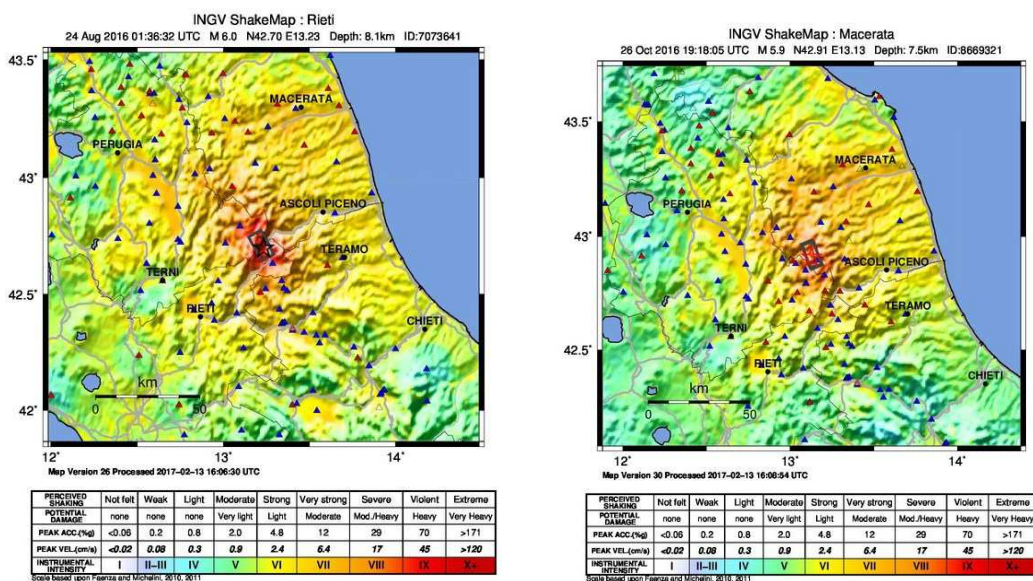 INGV ShakeMap : Rieti
24 Aug 2016 01:36:32 UTC M 6.0 N42.70 E13.23 Depth: 8.1km ID:7073641
43.5°
MACERATA
PERUGIA
43°
ASCOLI PICENO
TERAMO
TERNI
42.5°
RIETI
CHIETI
km
0 50
42°
12° 13° 14°
Map Version 26 Processed 2017-02-13 16:06:30 UTC
PERCEIVED SHAKING Not felt Weak Light Moderate Strong Very strong Severe Violent Extreme
POTENTIAL DAMAGE none none none Very light Light Moderate Mod./Heavy Heavy Very Heavy
PEAK ACC.(%g) <0.06 0.2 0.8 2.0 4.8 12 29 70 >171
PEAK VEL.(cm/s) <0.02 0.08 0.3 0.9 2.4 6.4 17 45 >120
INSTRUMENTAL INTENSITY I II–III IV V VI VII VIII IX X+
Scale based upon Faenza and Michelini, 2010, 2011
INGV ShakeMap : Macerata
26 Oct 2016 19:18:05 UTC M 5.9 N42.91 E13.13 Depth: 7.5km ID:8669321
43.5°
MACERATA
PERUGIA
43°
ASCOLI PICENO
TERAMO
TERNI
42.5°
RIETI
CHIETI
km
0 50
12° 13° 14°
Map Version 30 Processed 2017-02-13 16:08:54 UTC
PERCEIVED SHAKING Not felt Weak Light Moderate Strong Very strong Severe Violent Extreme
POTENTIAL DAMAGE none none none Very light Light Moderate Mod./Heavy Heavy Very Heavy
PEAK ACC.(%g) <0.06 0.2 0.8 2.0 4.8 12 29 70 >171
PEAK VEL.(cm/s) <0.02 0.08 0.3 0.9 2.4 6.4 17 45 >120
INSTRUMENTAL INTENSITY I II–III IV V VI VII VIII IX X+
Scale based upon Faenza and Michelini, 2010, 2011